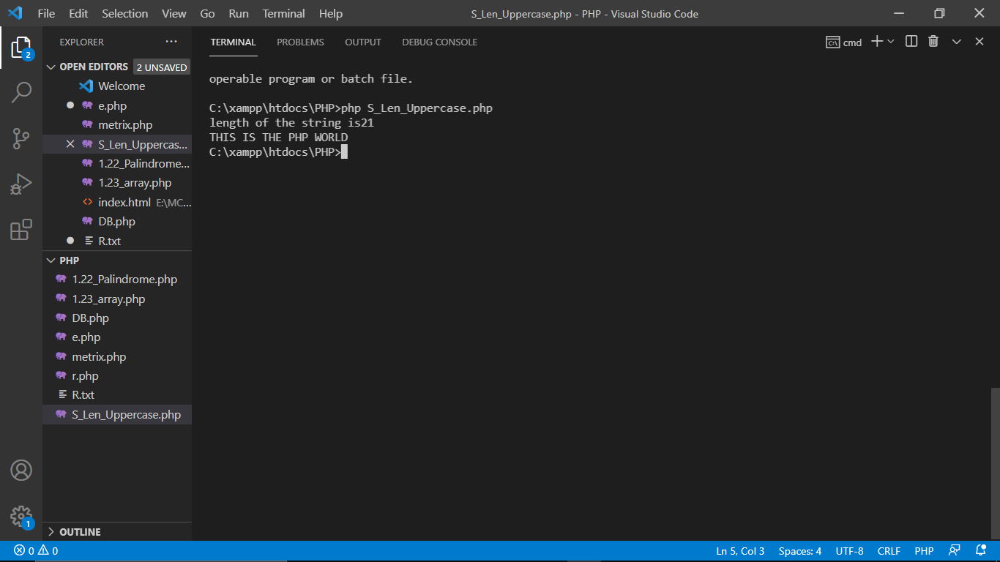 File Edit Selection View Go Run Terminal Help S_Len_Uppercase.php - PHP - Visual Studio Code
EXPLORER ...
OPEN EDITORS 2 UNSAVED
Welcome
e.php
metrix.php
S_Len_Uppercas...
1.22_Palindrome...
1.23_array.php
index.html E:\MC...
DB.php
R.txt
PHP
1.22_Palindrome.php
1.23_array.php
DB.php
e.php
metrix.php
r.php
R.txt
S_Len_Uppercase.php
OUTLINE
2
1
TERMINAL PROBLEMS OUTPUT DEBUG CONSOLE cmd
operable program or batch file.
C:\xampp\htdocs\PHP>php S_Len_Uppercase.php
length of the string is21
THIS IS THE PHP WORLD
C:\xampp\htdocs\PHP>
0 0 Ln 5, Col 3 Spaces: 4 UTF-8 CRLF PHP